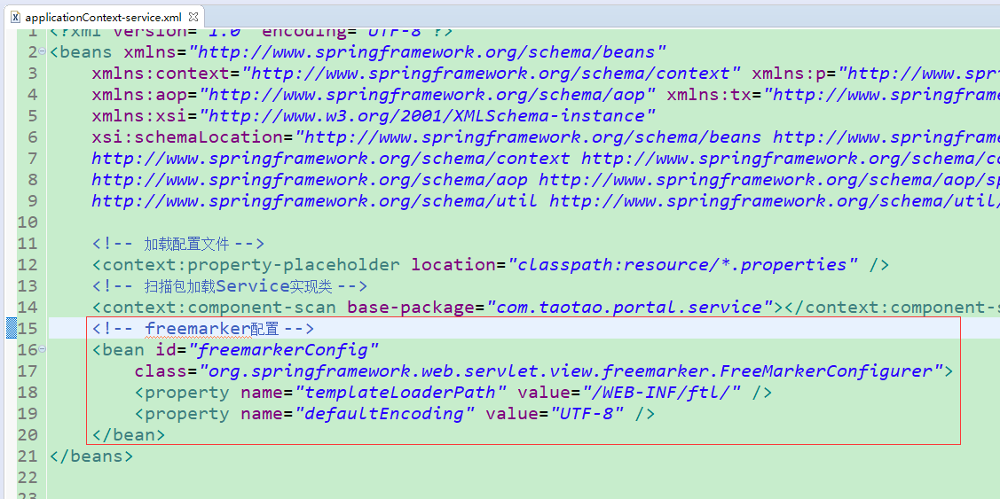 applicationContext-service.xml
1 <?xml version="1.0" encoding="UTF-8"?>
2 <beans xmlns="http://www.springframework.org/schema/beans"
3 xmlns:context="http://www.springframework.org/schema/context" xmlns:p="http://www.spr
4 xmlns:aop="http://www.springframework.org/schema/aop" xmlns:tx="http://www.springframew
5 xmlns:xsi="http://www.w3.org/2001/XMLSchema-instance"
6 xsi:schemaLocation="http://www.springframework.org/schema/beans http://www.springframe
7 http://www.springframework.org/schema/context http://www.springframework.org/schema/co
8 http://www.springframework.org/schema/aop http://www.springframework.org/schema/aop/sp
9 http://www.springframework.org/schema/util http://www.springframework.org/schema/util/
10
11 <!-- 加载配置文件 -->
12 <context:property-placeholder location="classpath:resource/*.properties" />
13 <!-- 扫描包加载Service实现类 -->
14 <context:component-scan base-package="com.taotao.portal.service"></context:component-s
15 <!-- freemarker配置 -->
16 <bean id="freemarkerConfig"
17 class="org.springframework.web.servlet.view.freemarker.FreeMarkerConfigurer">
18 <property name="templateLoaderPath" value="/WEB-INF/ftl/" />
19 <property name="defaultEncoding" value="UTF-8" />
20 </bean>
21 </beans>
22
23